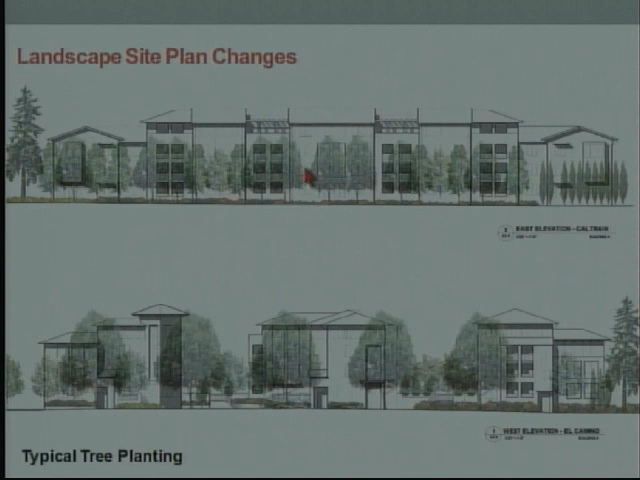 Landscape Site Plan Changes
EAST ELEVATION - CALTRAIN
WEST ELEVATION - EL CAMINO
Typical Tree Planting